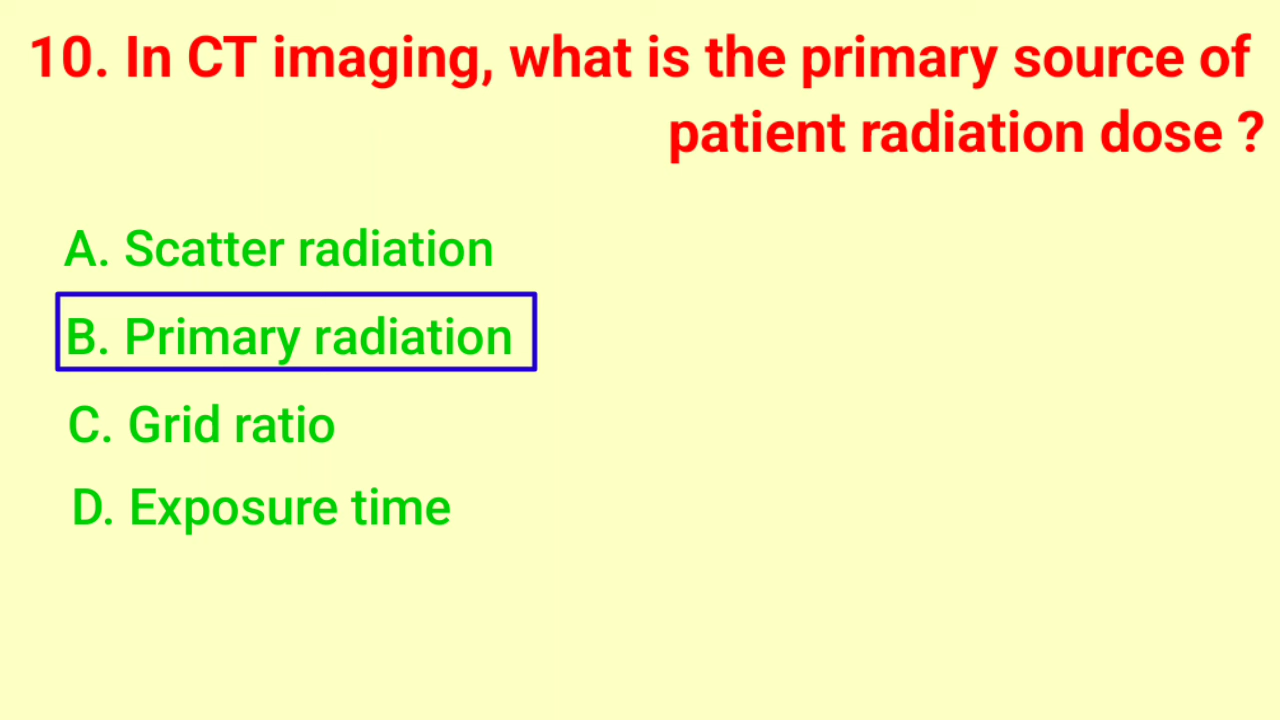 10. In CT imaging, what is the primary source of
patient radiation dose ?
A. Scatter radiation
B. Primary radiation
C. Grid ratio
D. Exposure time